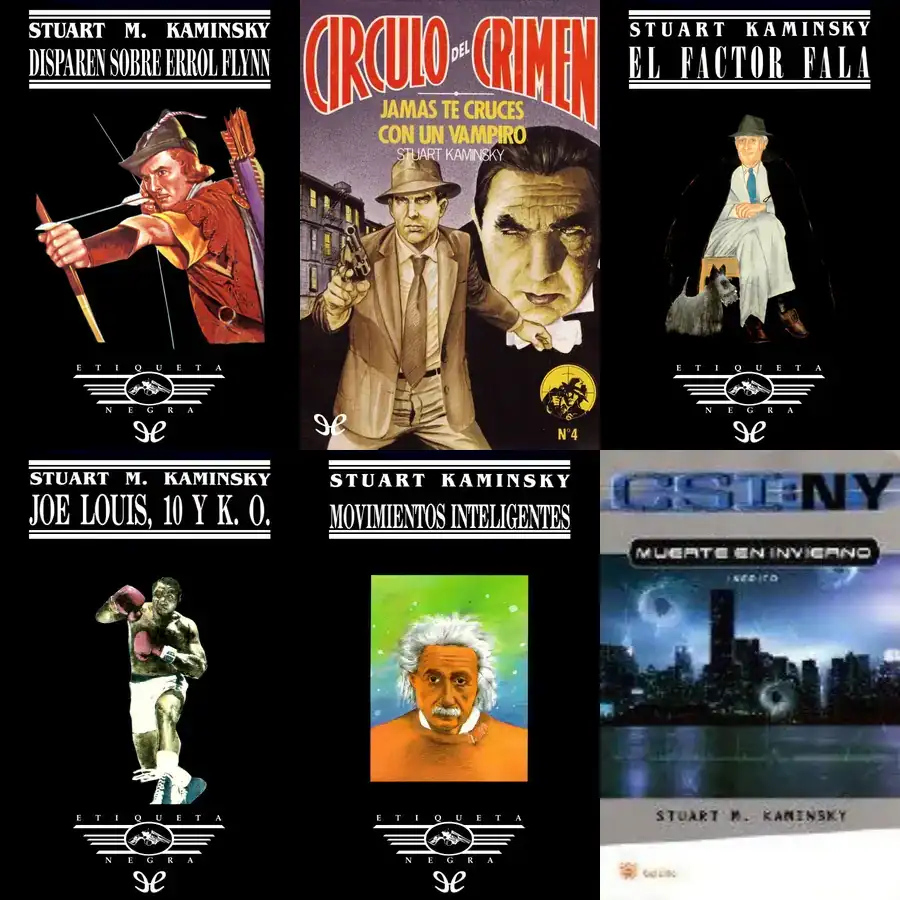 STUART M. KAMINSKY
DISPAREN SOBRE ERROL FLYNN
ETIQUETA
NEGRA
CIRCULO DEL CRIMEN
JAMAS TE CRUCES
CON UN VAMPIRO
STUART KAMINSKY
Nº4
STUART KAMINSKY
EL FACTOR FALA
ETIQUETA
NEGRA
STUART M. KAMINSKY
JOE LOUIS, 10 Y K. O.
ETIQUETA
NEGRA
STUART KAMINSKY
MOVIMIENTOS INTELIGENTES
ETIQUETA
NEGRA
CSI:NY
MUERTE EN INVIERNO
INÉDITO
STUART M. KAMINSKY